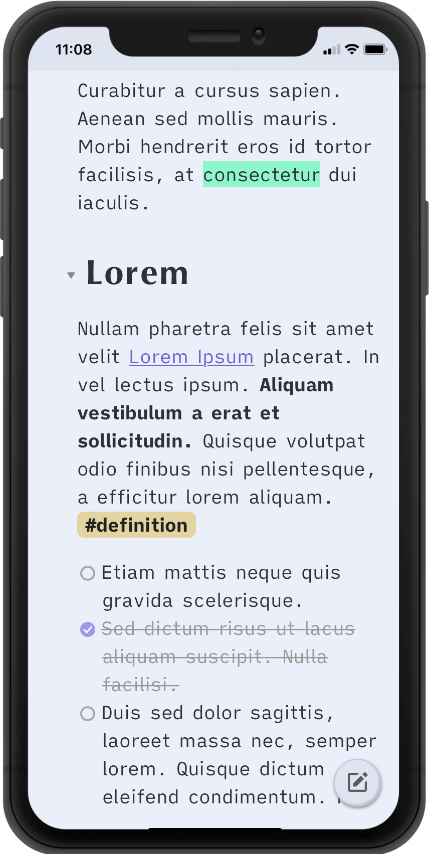 11:08
Curabitur a cursus sapien.
Aenean sed mollis mauris.
Morbi hendrerit eros id tortor
facilisis, at consectetur dui
iaculis.
Lorem
Nullam pharetra felis sit amet
velit Lorem Ipsum placerat. In
vel lectus ipsum. Aliquam
vestibulum a erat et
sollicitudin. Quisque volutpat
odio finibus nisi pellentesque,
a efficitur lorem aliquam.
#definition
Etiam mattis neque quis
gravida scelerisque.
Sed dictum risus ut lacus
aliquam suscipit. Nulla
facilisi.
Duis sed dolor sagittis,
laoreet massa nec, semper
lorem. Quisque dictum
eleifend condimentum.